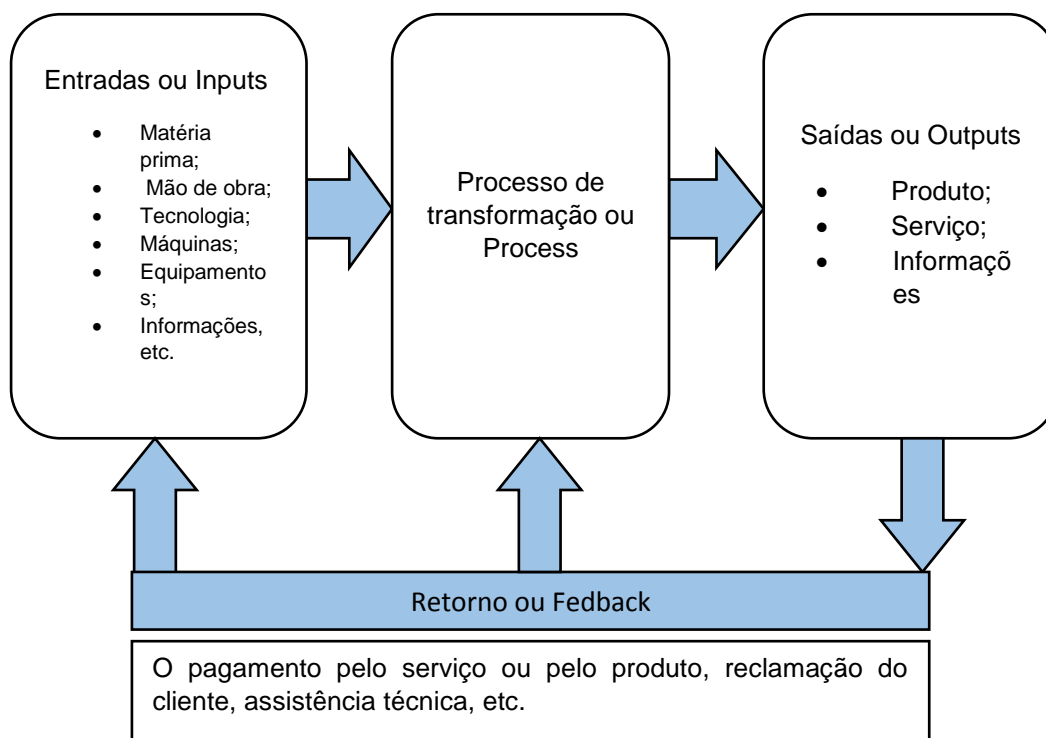 Entradas ou Inputs
• Matéria
prima;
• Mão de obra;
• Tecnologia;
• Máquinas;
• Equipamento
s;
• Informações,
etc.
Processo de
transformação ou
Process
Saídas ou Outputs
• Produto;
• Serviço;
• Informaçõ
es
Retorno ou Fedback
O pagamento pelo serviço ou pelo produto, reclamação do
cliente, assistência técnica, etc.